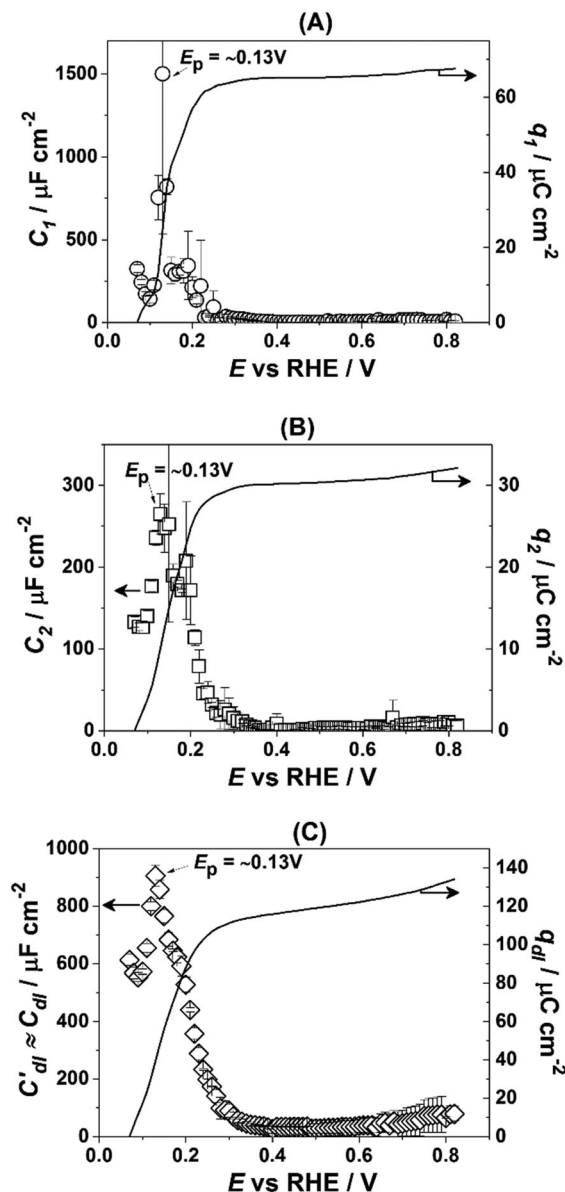 (A)
E_p = ~0.13V
1500
1000
500
0
60
40
20
0
C_1 / μF cm^-2
q_1 / μC cm^-2
0.0 0.2 0.4 0.6 0.8
E vs RHE / V
(B)
E_p = ~0.13V
300
200
100
0
30
20
10
0
C_2 / μF cm^-2
q_2 / μC cm^-2
0.0 0.2 0.4 0.6 0.8
E vs RHE / V
(C)
E_p = ~0.13V
1000
800
600
400
200
0
140
120
100
80
60
40
20
0
C'_dl ≈ C_dl / μF cm^-2
q_dl / μC cm^-2
0.0 0.2 0.4 0.6 0.8
E vs RHE / V